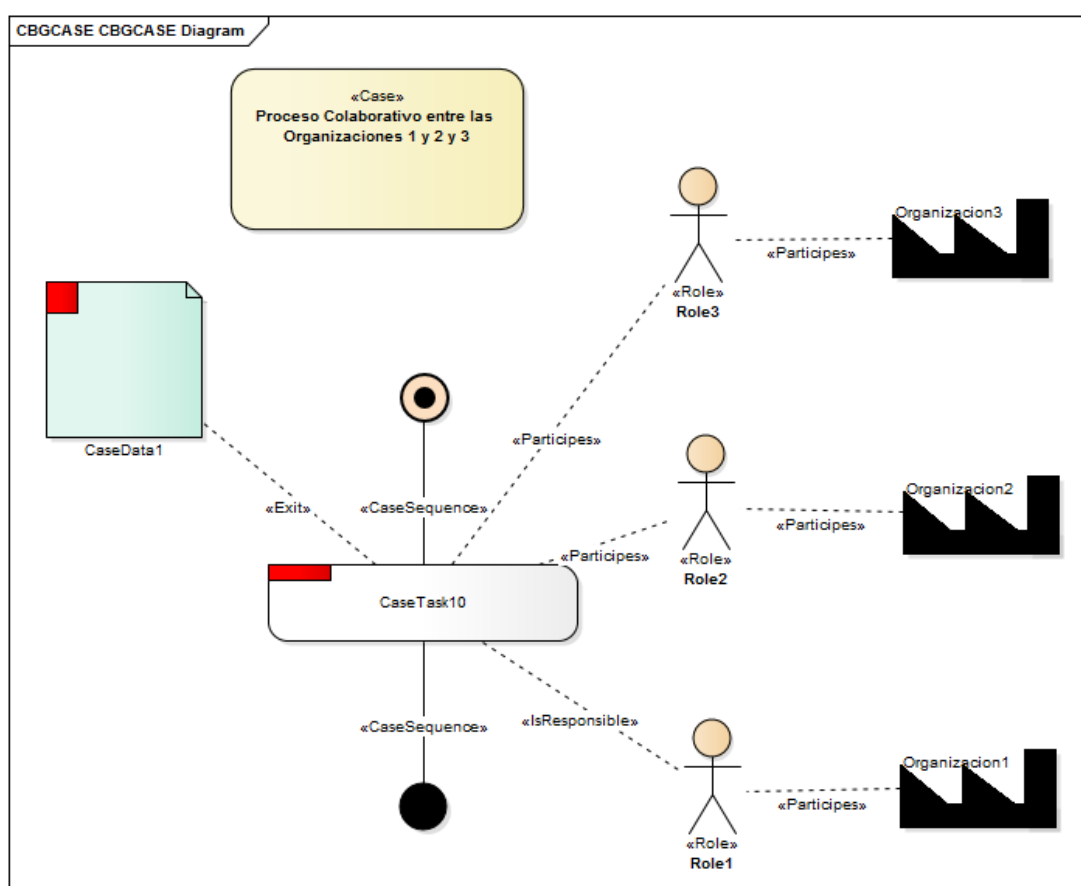 CBGCASE CBGCASE Diagram
«Case»
Proceso Colaborativo entre las
Organizaciones 1 y 2 y 3
Organizacion3
«Participes»
«Role»
Role3
CaseData1
«Participes»
Organizacion2
«Exit»
«CaseSequence»
«Participes»
«Participes»
«Role»
Role2
CaseTask10
«CaseSequence»
«IsResponsible»
Organizacion1
«Participes»
«Role»
Role1